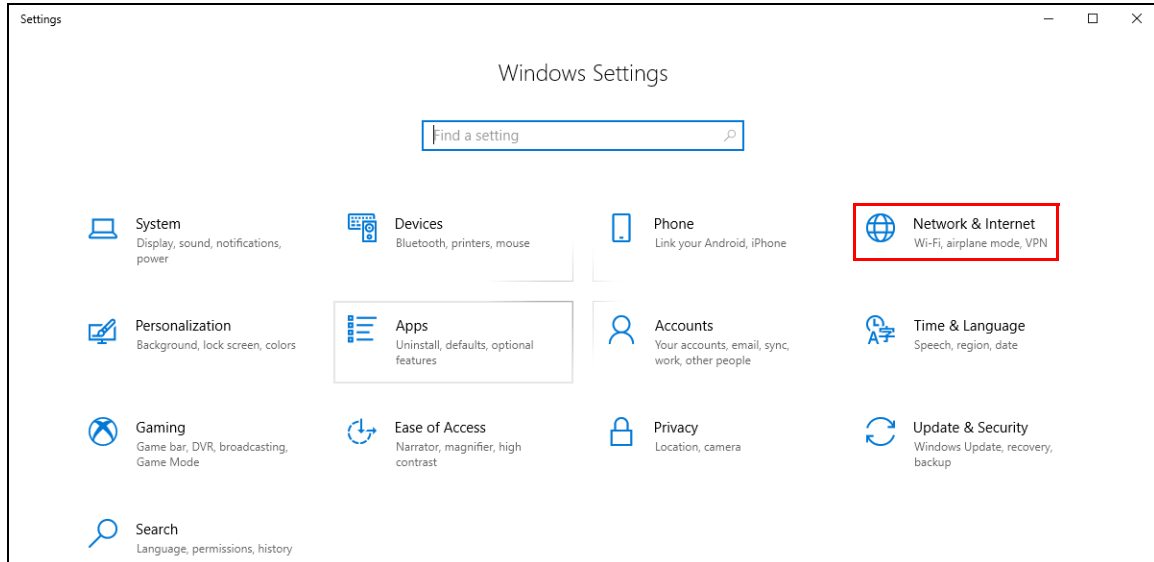 Settings
Windows Settings
Find a setting
System
Display, sound, notifications,
power
Devices
Bluetooth, printers, mouse
Phone
Link your Android, iPhone
Network & Internet
Wi-Fi, airplane mode, VPN
Personalization
Background, lock screen, colors
Apps
Uninstall, defaults, optional
features
Accounts
Your accounts, email, sync,
work, other people
Time & Language
Speech, region, date
Gaming
Game bar, DVR, broadcasting,
Game Mode
Ease of Access
Narrator, magnifier, high
contrast
Privacy
Location, camera
Update & Security
Windows Update, recovery,
backup
Search
Language, permissions, history